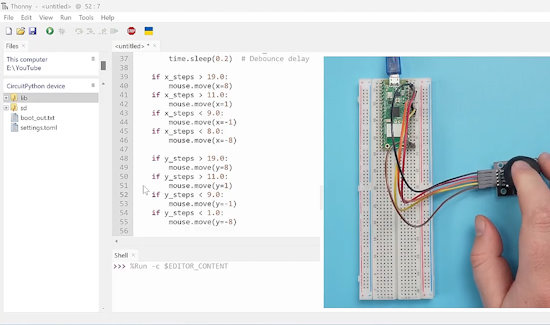 Thonny - <untitled> @ 52 : 7
File Edit View Run Tools Help
Files
This computer
E:\YouTube
CircuitPython device
lib
sd
boot_out.txt
settings.toml
<untitled> *
37 time.sleep(0.2) # Debounce delay
38
39 if x_steps > 19.0:
40 mouse.move(x=8)
41 if x_steps > 11.0:
42 mouse.move(x=1)
43 if x_steps < 9.0:
44 mouse.move(x=-1)
45 if x_steps < 8.0:
46 mouse.move(x=-8)
47
48 if y_steps > 19.0:
49 mouse.move(y=8)
50 if y_steps > 11.0:
51 mouse.move(y=1)
52 if y_steps < 9.0:
53 mouse.move(y=-1)
54 if y_steps < 1.0:
55 mouse.move(y=-8)
56
Shell
>>> %Run -c $EDITOR_CONTENT